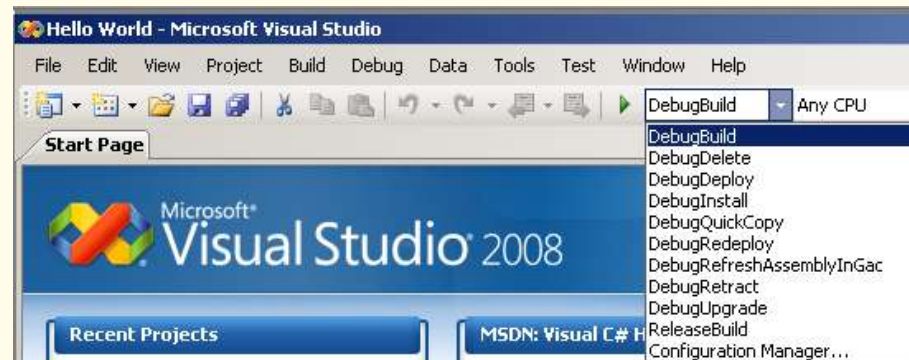 Hello World - Microsoft Visual Studio
File Edit View Project Build Debug Data Tools Test Window Help
DebugBuild Any CPU
Start Page
DebugBuild
DebugDelete
DebugDeploy
DebugInstall
DebugQuickCopy
DebugRedeploy
DebugRefreshAssemblyInGac
DebugRetract
DebugUpgrade
ReleaseBuild
Configuration Manager...
Microsoft®
Visual Studio® 2008
Recent Projects
MSDN: Visual C# H